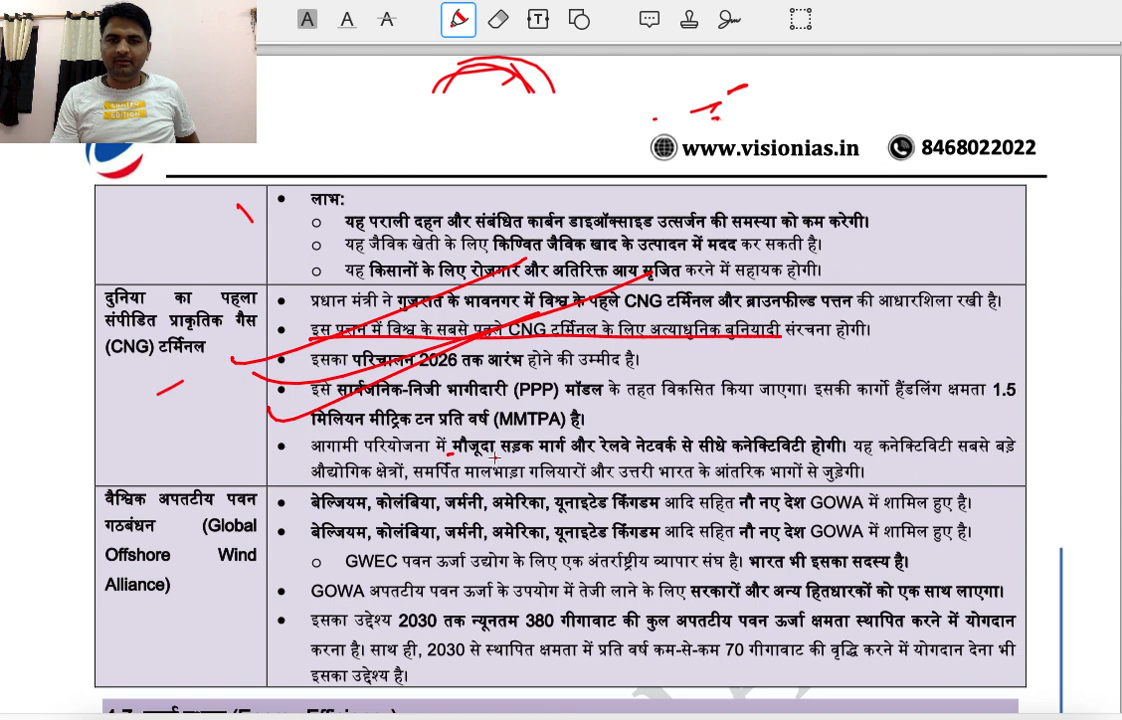 A A A T
LIMITED
EDITION
www.visionias.in 8468022022
लाभ:
यह पराली दहन और संबंधित कार्बन डाइऑक्साइड उत्सर्जन की समस्या को कम करेगी।
यह जैविक खेती के लिए किण्वित जैविक खाद के उत्पादन में मदद कर सकती है।
यह किसानों के लिए रोजगार और अतिरिक्त आय सृजित करने में सहायक होगी।
दुनिया का पहला
संपीडित प्राकृतिक गैस
(CNG) टर्मिनल
प्रधान मंत्री ने गुजरात के भावनगर में विश्व के पहले CNG टर्मिनल और ब्राउनफील्ड पत्तन की आधारशिला रखी है।
इस पत्तन में विश्व के सबसे पहले CNG टर्मिनल के लिए अत्याधुनिक बुनियादी संरचना होगी।
इसका परिचालन 2026 तक आरंभ होने की उम्मीद है।
इसे सार्वजनिक-निजी भागीदारी (PPP) मॉडल के तहत विकसित किया जाएगा। इसकी कार्गो हैंडलिंग क्षमता 1.5
मिलियन मीट्रिक टन प्रति वर्ष (MMTPA) है।
आगामी परियोजना में मौजूदा सड़क मार्ग और रेलवे नेटवर्क से सीधे कनेक्टिविटी होगी। यह कनेक्टिविटी सबसे बड़े
औद्योगिक क्षेत्रों, समर्पित मालभाड़ा गलियारों और उत्तरी भारत के आंतरिक भागों से जुड़ेगी।
वैश्विक अपतटीय पवन
गठबंधन (Global
Offshore Wind
Alliance)
बेल्जियम, कोलंबिया, जर्मनी, अमेरिका, यूनाइटेड किंगडम आदि सहित नौ नए देश GOWA में शामिल हुए है।
बेल्जियम, कोलंबिया, जर्मनी, अमेरिका, यूनाइटेड किंगडम आदि सहित नौ नए देश GOWA में शामिल हुए है।
GWEC पवन ऊर्जा उद्योग के लिए एक अंतर्राष्ट्रीय व्यापार संघ है। भारत भी इसका सदस्य है।
GOWA अपतटीय पवन ऊर्जा के उपयोग में तेजी लाने के लिए सरकारों और अन्य हितधारकों को एक साथ लाएगा।
इसका उद्देश्य 2030 तक न्यूनतम 380 गीगावाट की कुल अपतटीय पवन ऊर्जा क्षमता स्थापित करने में योगदान
करना है। साथ ही, 2030 से स्थापित क्षमता में प्रति वर्ष कम-से-कम 70 गीगावाट की वृद्धि करने में योगदान देना भी
इसका उद्देश्य है।